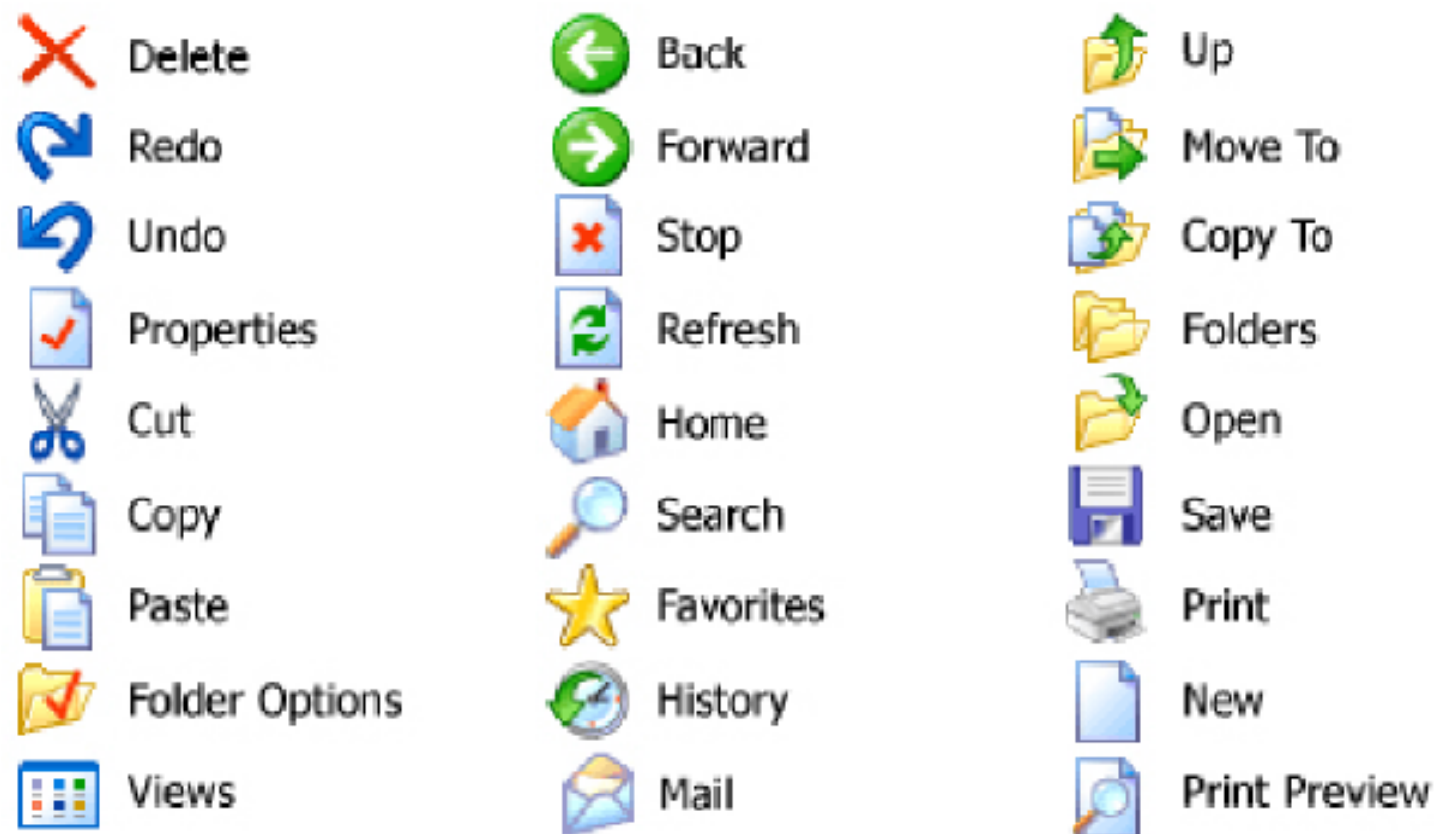 Delete
Redo
Undo
Properties
Cut
Copy
Paste
Folder Options
Views
Back
Forward
Stop
Refresh
Home
Search
Favorites
History
Mail
Up
Move To
Copy To
Folders
Open
Save
Print
New
Print Preview